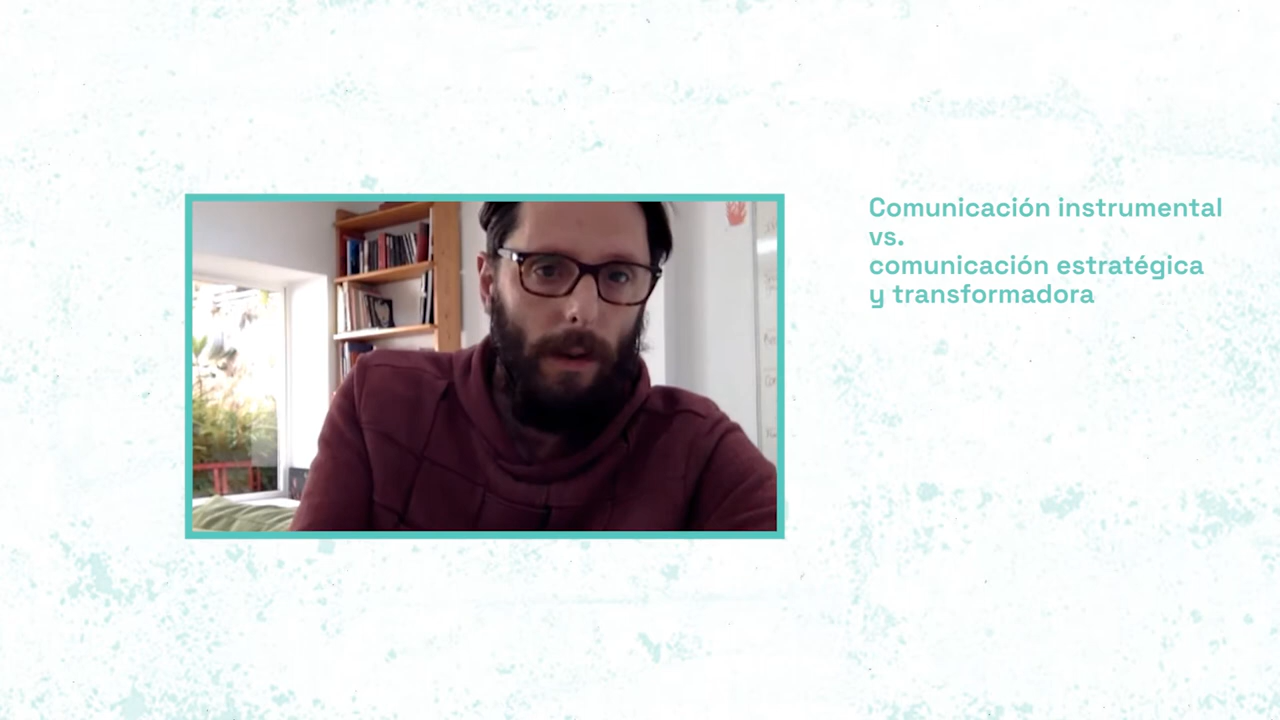 Comunicación instrumental
vs.
comunicación estratégica
y transformadora